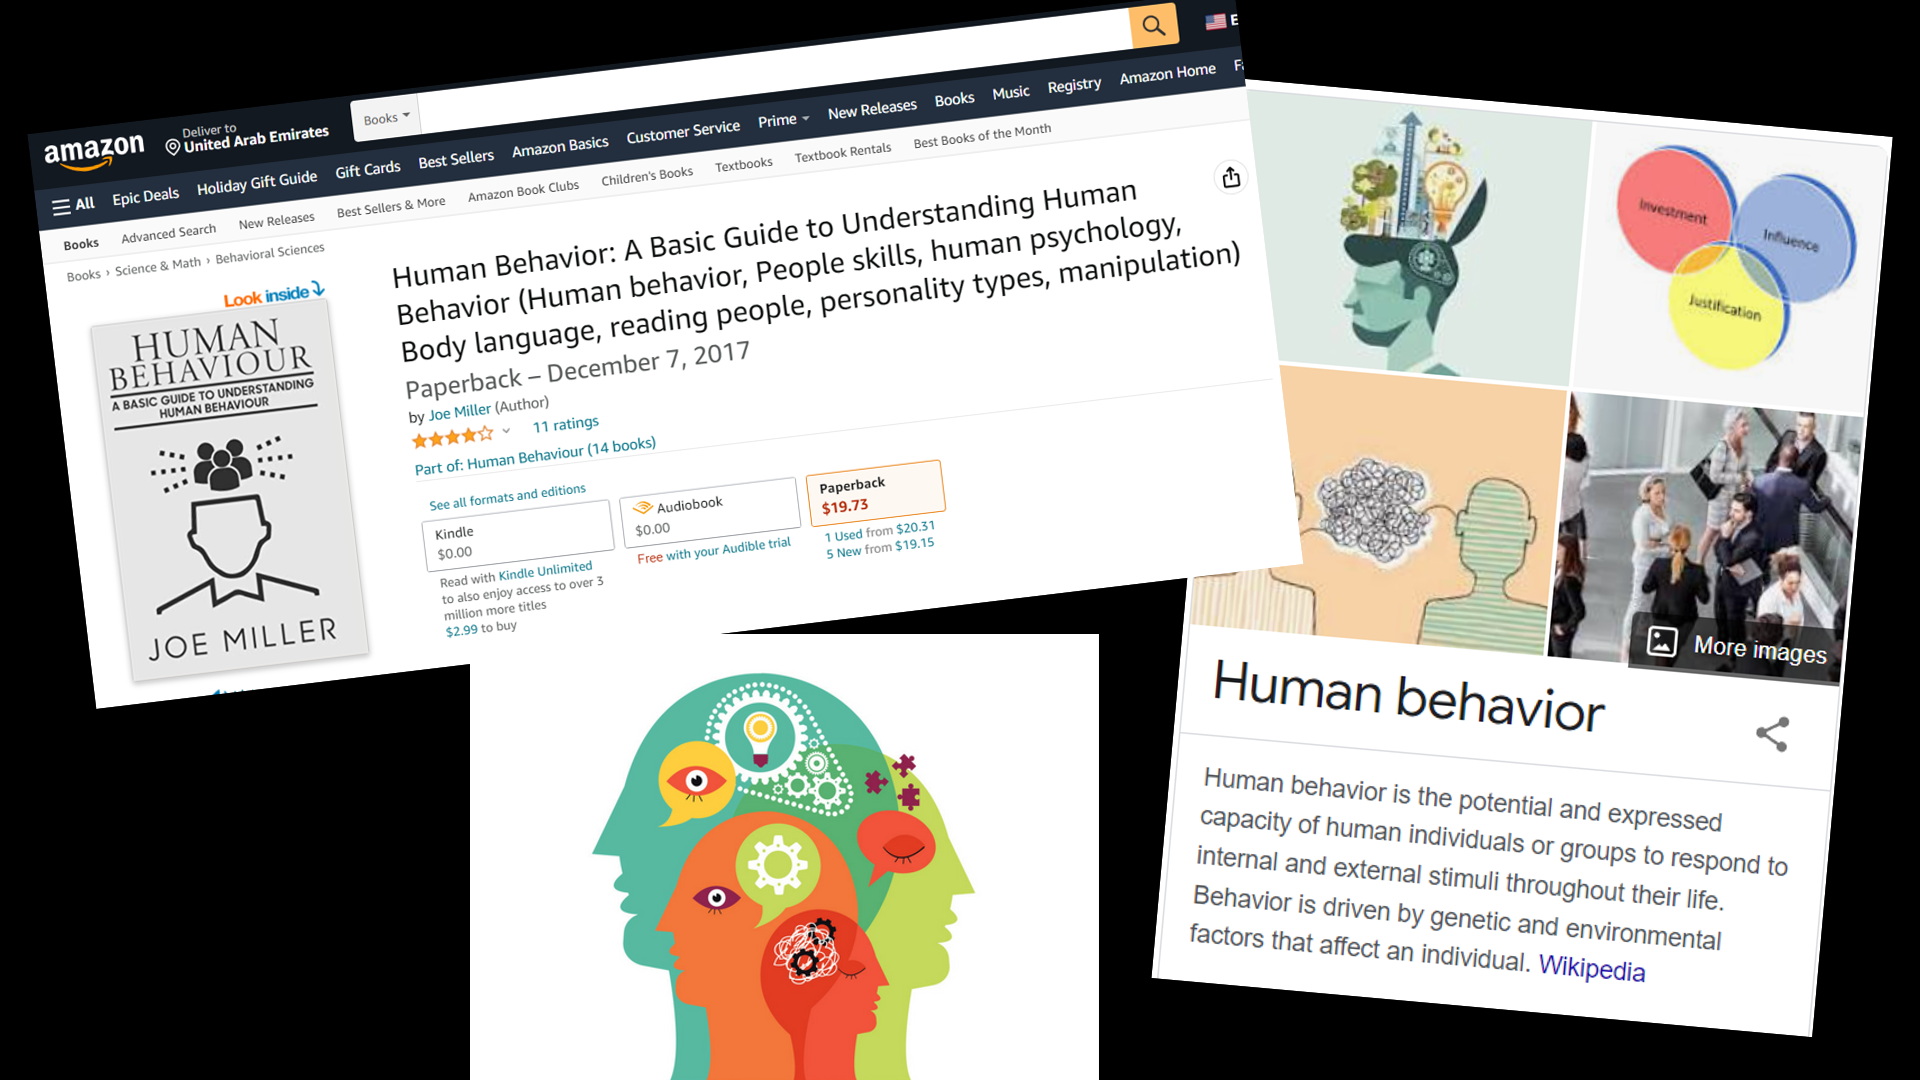 amazon
Deliver to
United Arab Emirates
Books
E
All
Epic Deals
Holiday Gift Guide
Gift Cards
Best Sellers
Amazon Basics
Customer Service
Prime
New Releases
Books
Music
Registry
Amazon Home
Books
Advanced Search
New Releases
Best Sellers & More
Amazon Book Clubs
Children's Books
Textbooks
Textbook Rentals
Best Books of the Month
Books › Science & Math › Behavioral Sciences
Look inside
HUMAN
BEHAVIOUR
A BASIC GUIDE TO UNDERSTANDING
HUMAN BEHAVIOUR
JOE MILLER
Human Behavior: A Basic Guide to Understanding Human
Behavior (Human behavior, People skills, human psychology,
Body language, reading people, personality types, manipulation)
Paperback – December 7, 2017
by Joe Miller (Author)
11 ratings
Part of: Human Behaviour (14 books)
See all formats and editions
Kindle
$0.00
Read with Kindle Unlimited
to also enjoy access to over 3
million more titles
$2.99 to buy
Audiobook
$0.00
Free with your Audible trial
Paperback
$19.73
1 Used from $20.31
5 New from $19.15
Investment
Influence
Justification
More images
Human behavior
Human behavior is the potential and expressed
capacity of human individuals or groups to respond to
internal and external stimuli throughout their life.
Behavior is driven by genetic and environmental
factors that affect an individual. Wikipedia